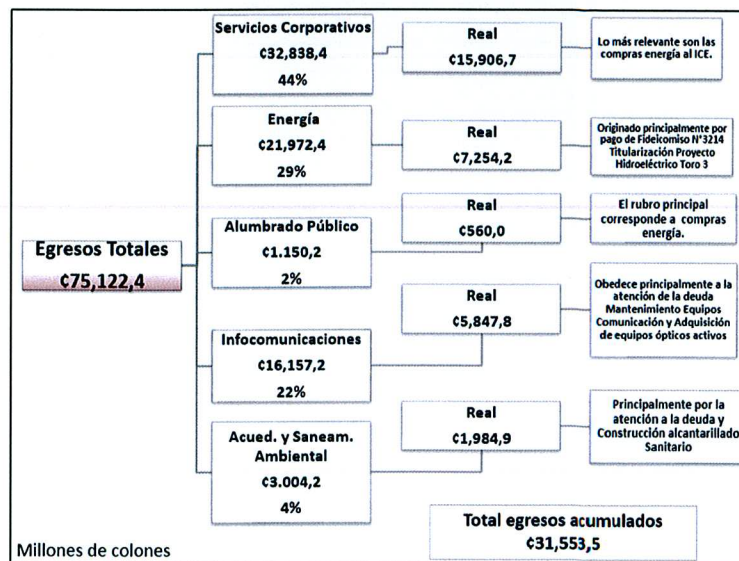 Servicios Corporativos
¢32,838,4
44%
Real
¢15,906,7
Lo más relevante son las
compras energía al ICE.
Energía
¢21,972,4
29%
Real
¢7,254,2
Originado principalmente por
pago de Fideicomiso N°3214
Titularización Proyecto
Hidroeléctrico Toro 3
Egresos Totales
¢75,122,4
Alumbrado Público
¢1.150,2
2%
Real
¢560,0
El rubro principal
corresponde a compras
energía.
Infocomunicaciones
¢16,157,2
22%
Real
¢5,847,8
Obedece principalmente a la
atención de la deuda
Mantenimiento Equipos
Comunicación y Adquisición
de equipos ópticos activos
Acued. y Saneam.
Ambiental
¢3.004,2
4%
Real
¢1,984,9
Principalmente por la
atención a la deuda y
Construcción alcantarillado
Sanitario
Total egresos acumulados
¢31,553,5
Millones de colones